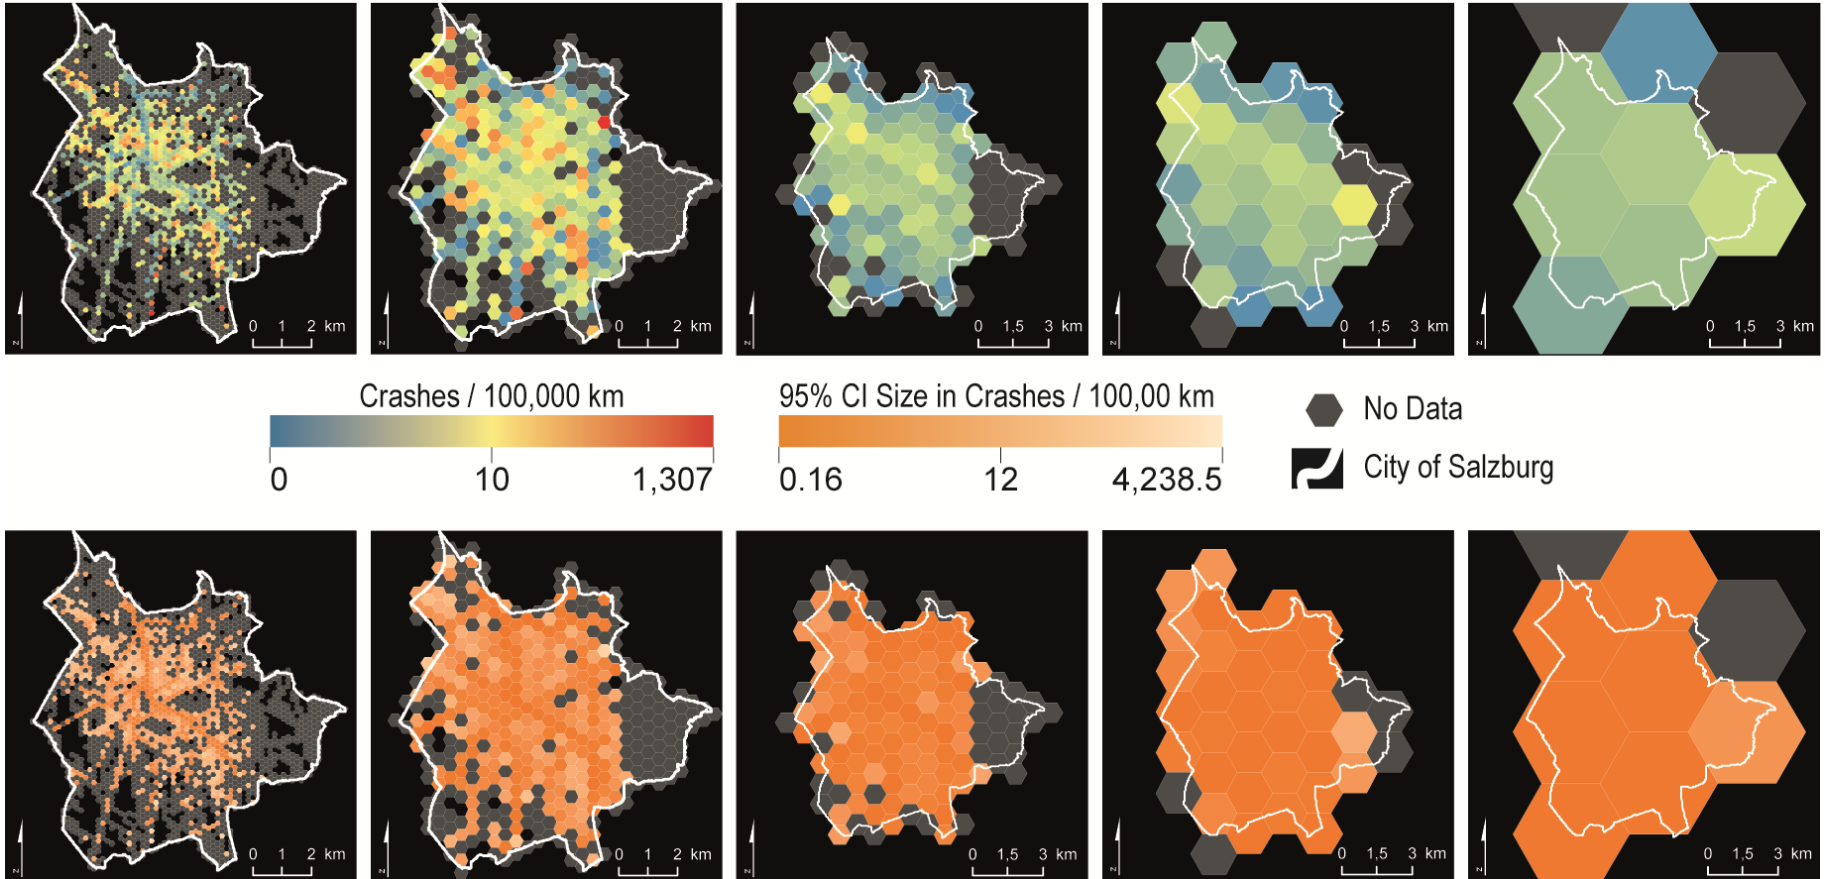 z 0 1 2 km
z 0 1 2 km
z 0 1,5 3 km
z 0 1,5 3 km
z 0 1,5 3 km
Crashes / 100,000 km
0 10 1,307
95% CI Size in Crashes / 100,00 km
0.16 12 4,238.5
No Data
City of Salzburg
z 0 1 2 km
z 0 1 2 km
z 0 1,5 3 km
z 0 1,5 3 km
z 0 1,5 3 km